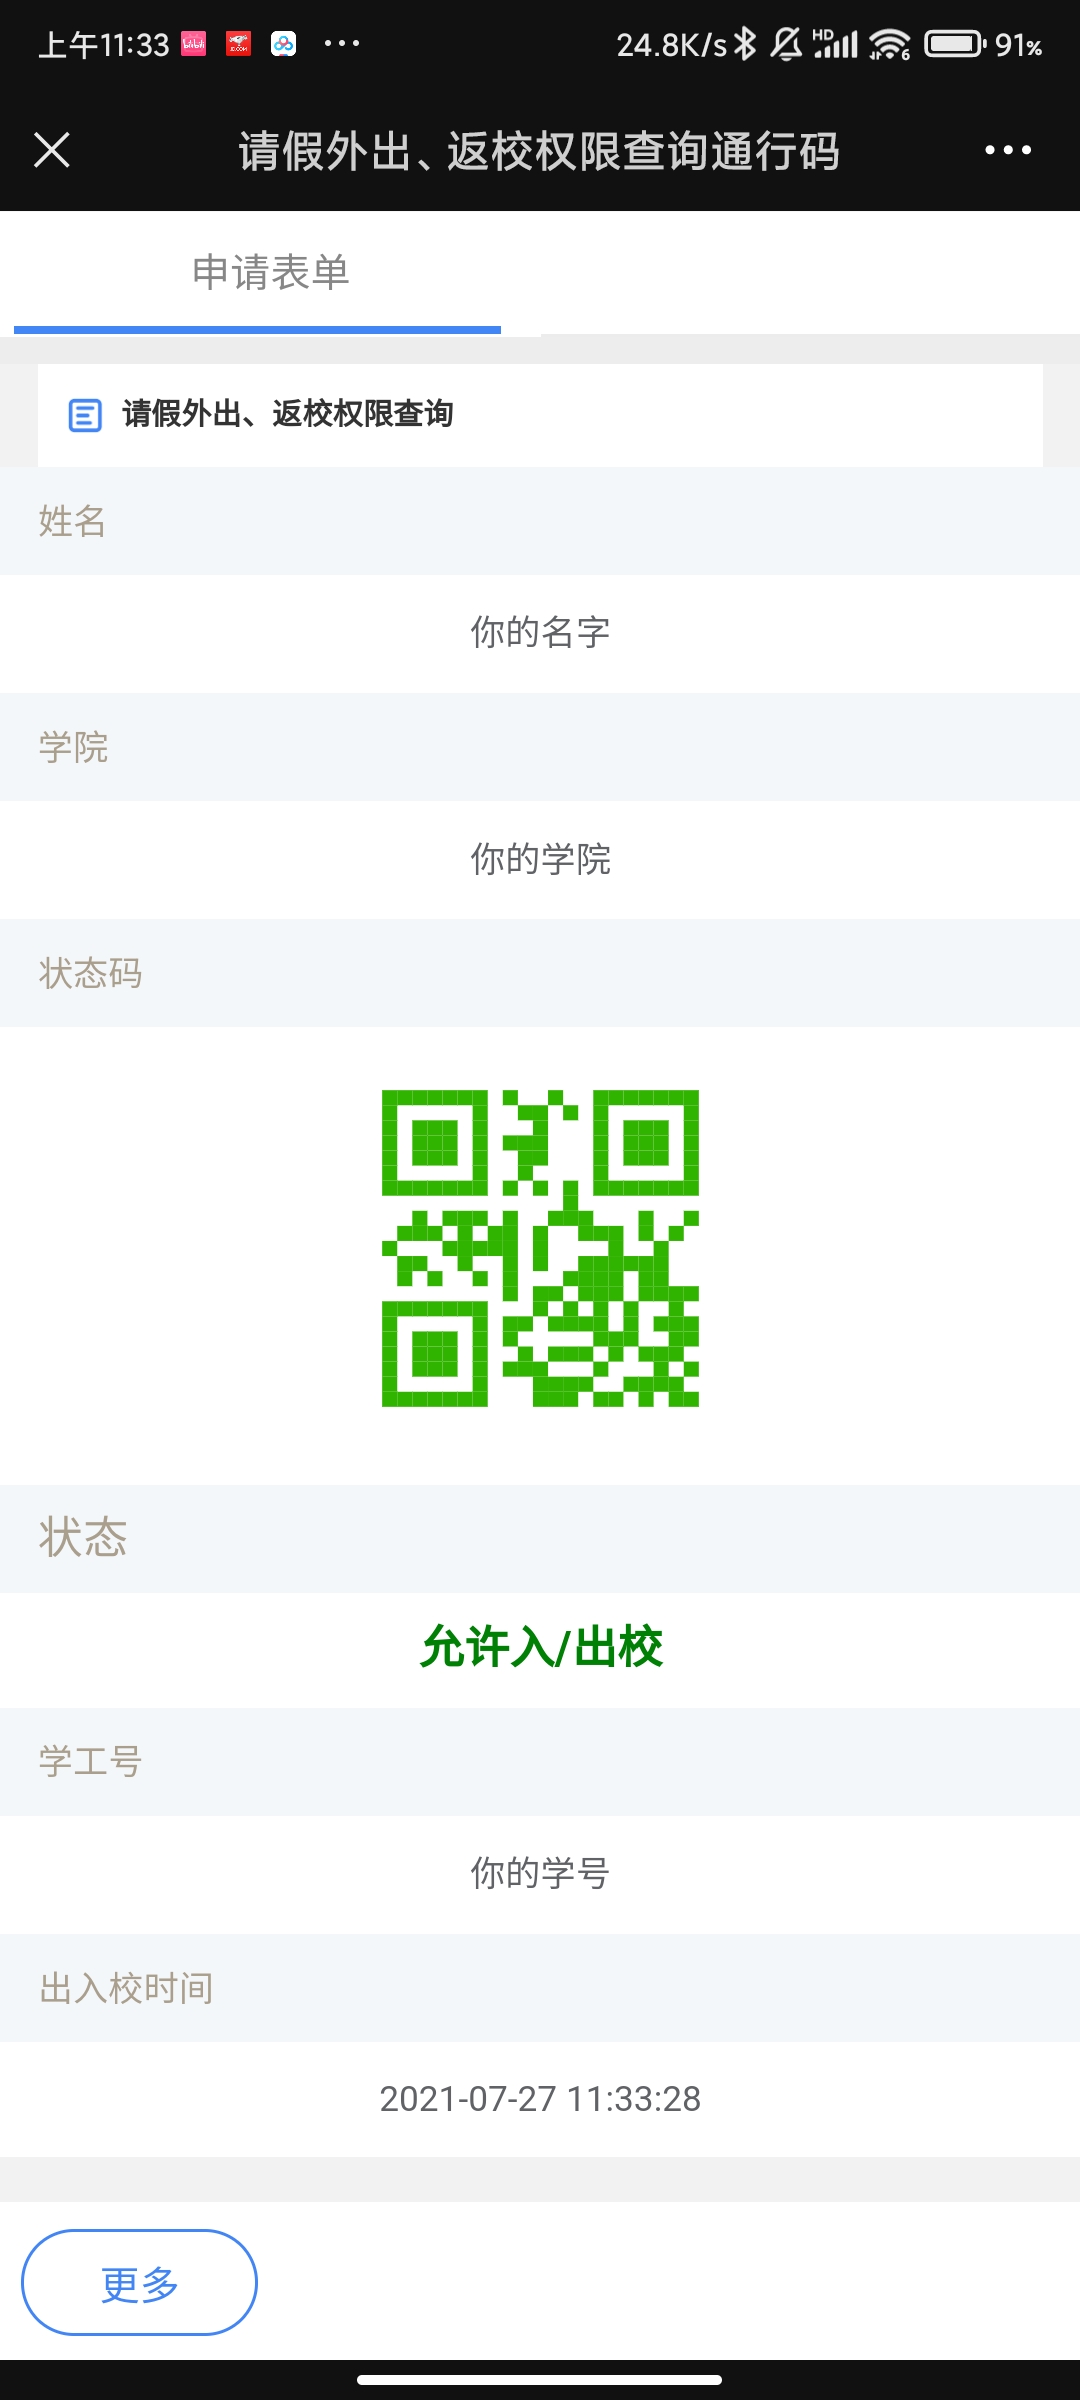 上午11:33 24.8K/s HD 6 91%
请假外出、返校权限查询通行码
申请表单
请假外出、返校权限查询
姓名
你的名字
学院
你的学院
状态码
状态
允许入/出校
学工号
你的学号
出入校时间
2021-07-27 11:33:28
更多